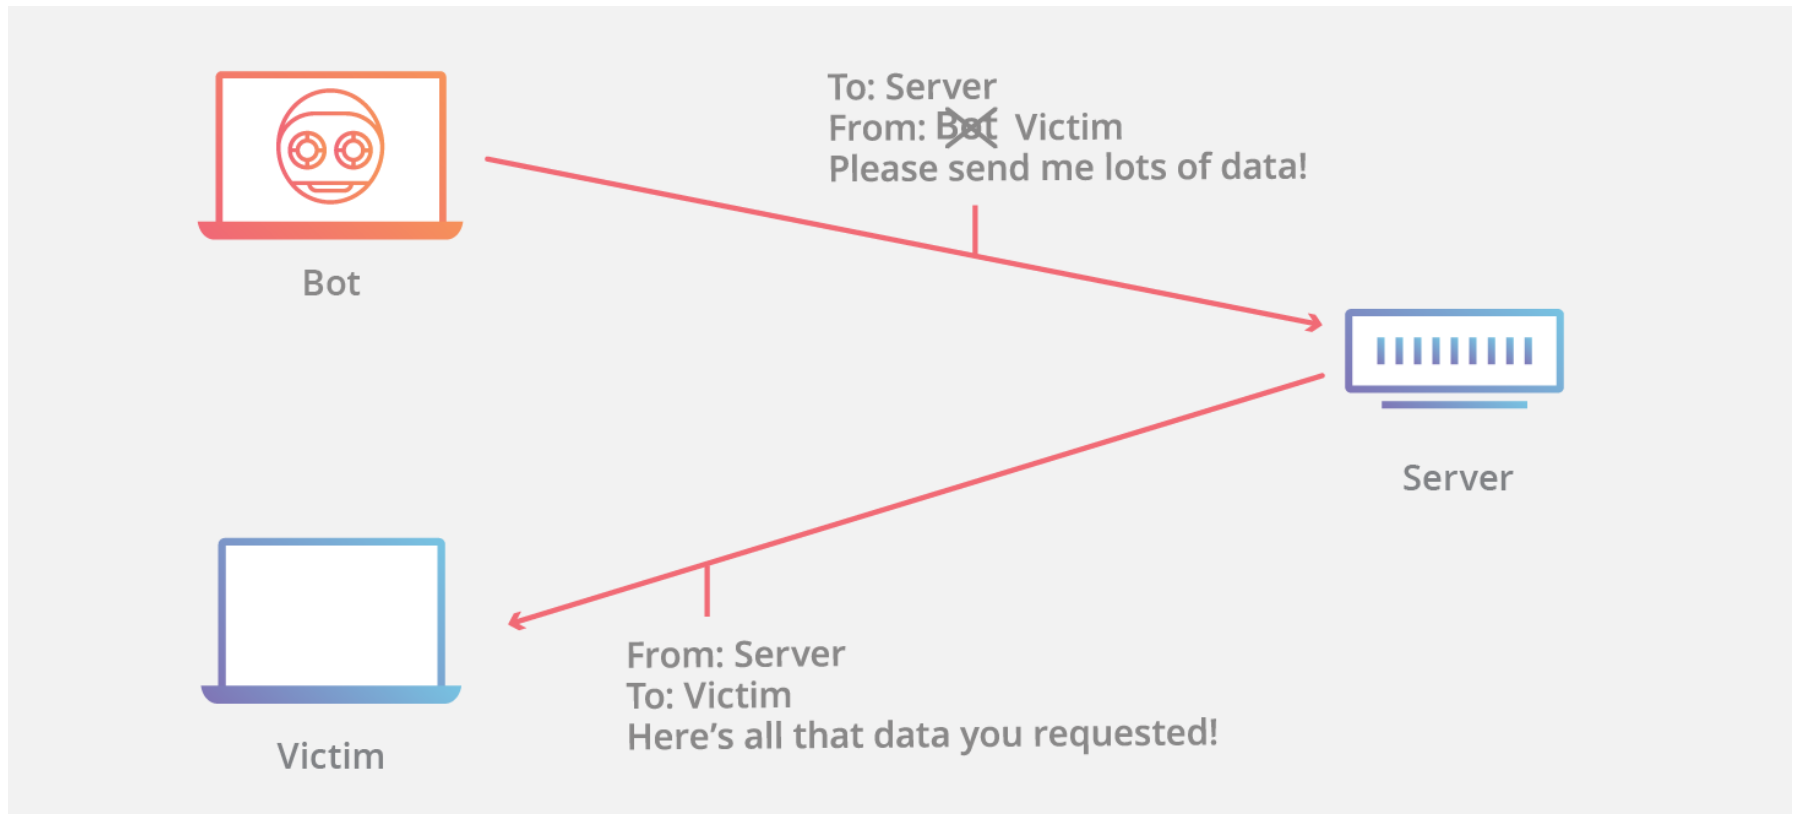 To: Server
From: Bot Victim
Please send me lots of data!
Bot
Server
From: Server
To: Victim
Here's all that data you requested!
Victim